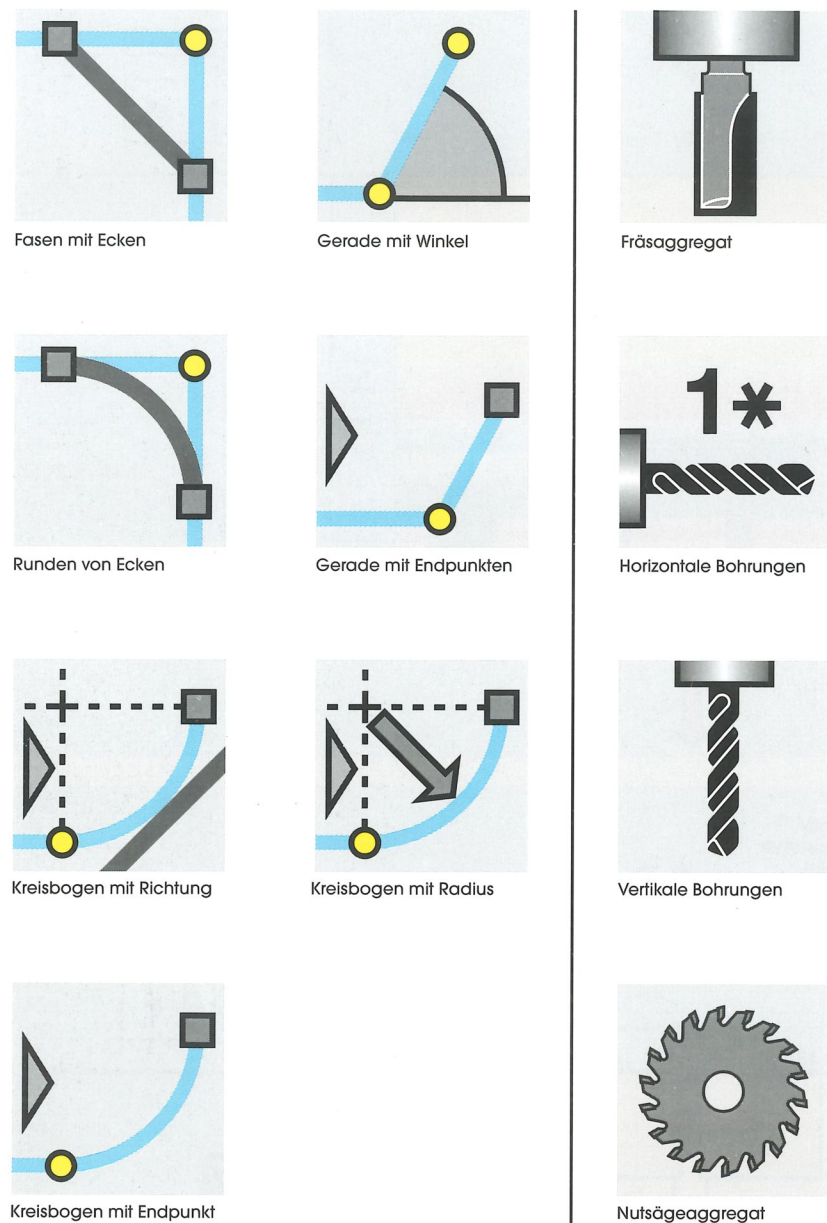 Fasen mit Ecken
Gerade mit Winkel
Fräsaggregat
1*
Runden von Ecken
Gerade mit Endpunkten
Horizontale Bohrungen
Kreisbogen mit Richtung
Kreisbogen mit Radius
Vertikale Bohrungen
Kreisbogen mit Endpunkt
Nutsägeaggregat